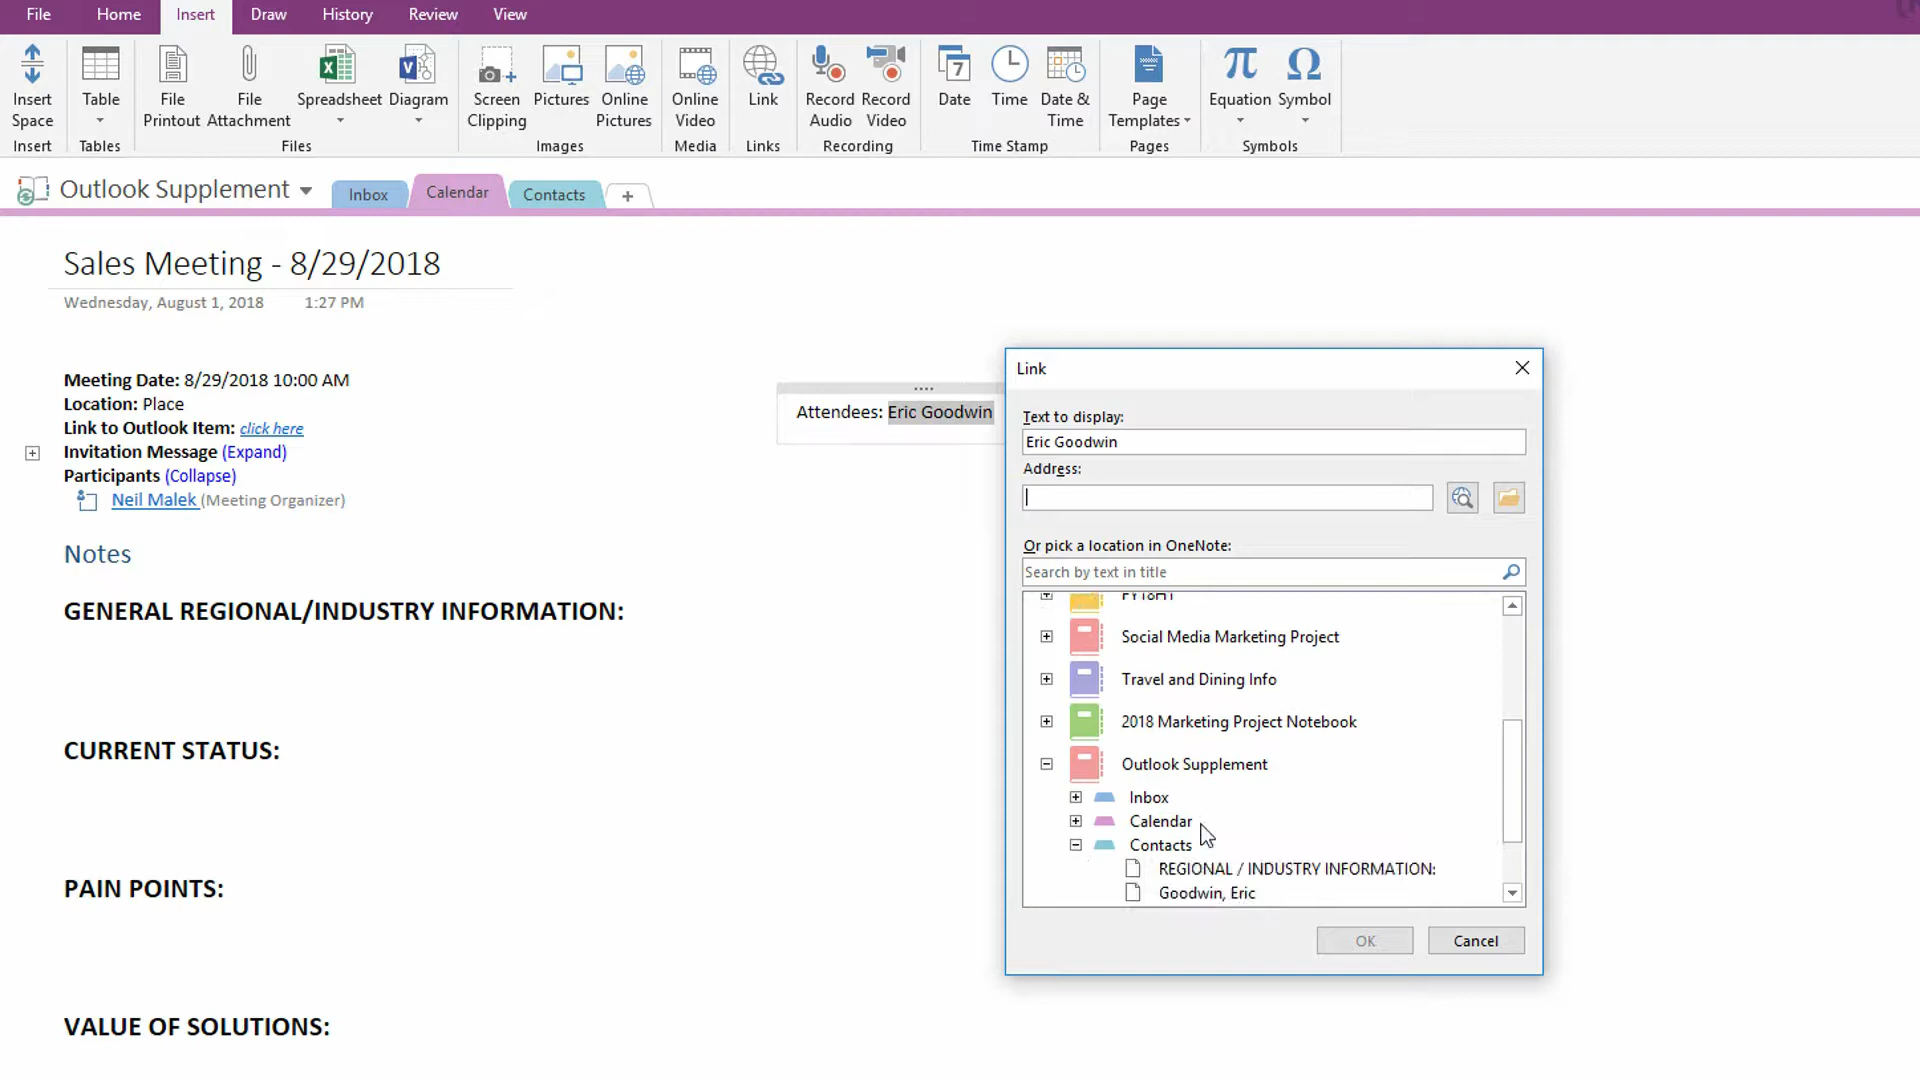 File Home Insert Draw History Review View
Insert Space
Table
File Printout
File Attachment
Spreadsheet
Diagram
Screen Clipping
Pictures
Online Pictures
Online Video
Link
Record Audio
Record Video
7
Date
Time
Date & Time
Page Templates
π
Equation
Ω
Symbol
Insert Tables Files Images Media Links Recording Time Stamp Pages Symbols
Outlook Supplement Inbox Calendar Contacts +
Sales Meeting - 8/29/2018
Wednesday, August 1, 2018 1:27 PM
Meeting Date: 8/29/2018 10:00 AM
Location: Place
Link to Outlook Item: click here
Invitation Message (Expand)
Participants (Collapse)
Neil Malek (Meeting Organizer)
Notes
GENERAL REGIONAL/INDUSTRY INFORMATION:
CURRENT STATUS:
PAIN POINTS:
VALUE OF SOLUTIONS:
Attendees: Eric Goodwin
Link
Text to display:
Eric Goodwin
Address:
Or pick a location in OneNote:
Search by text in title
FY18H1
Social Media Marketing Project
Travel and Dining Info
2018 Marketing Project Notebook
Outlook Supplement
Inbox
Calendar
Contacts
REGIONAL / INDUSTRY INFORMATION:
Goodwin, Eric
OK Cancel